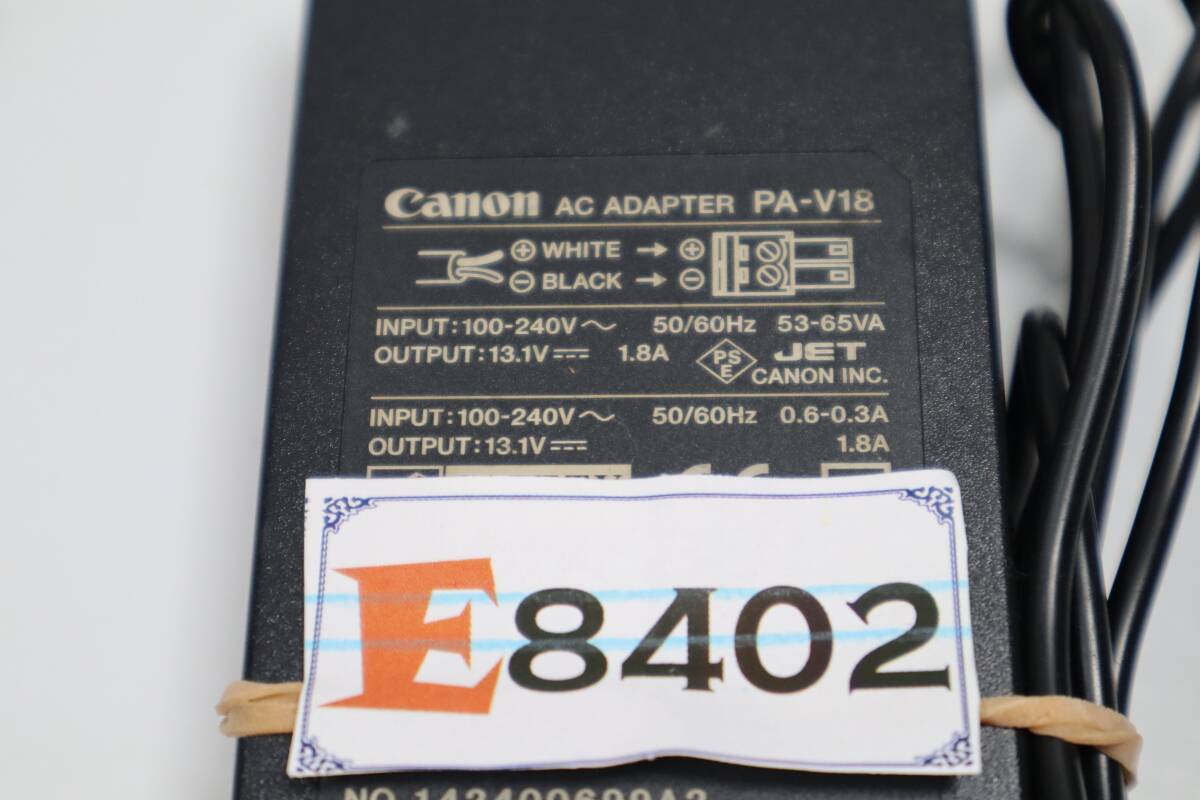 Canon AC ADAPTER PA-V18
⊕ WHITE → ⊕
⊖ BLACK → ⊖
INPUT:100-240V～ 50/60Hz 53-65VA
OUTPUT:13.1V⎓ 1.8A
PS
E
JET
CANON INC.
INPUT:100-240V～ 50/60Hz 0.6-0.3A
OUTPUT:13.1V⎓ 1.8A
E8402